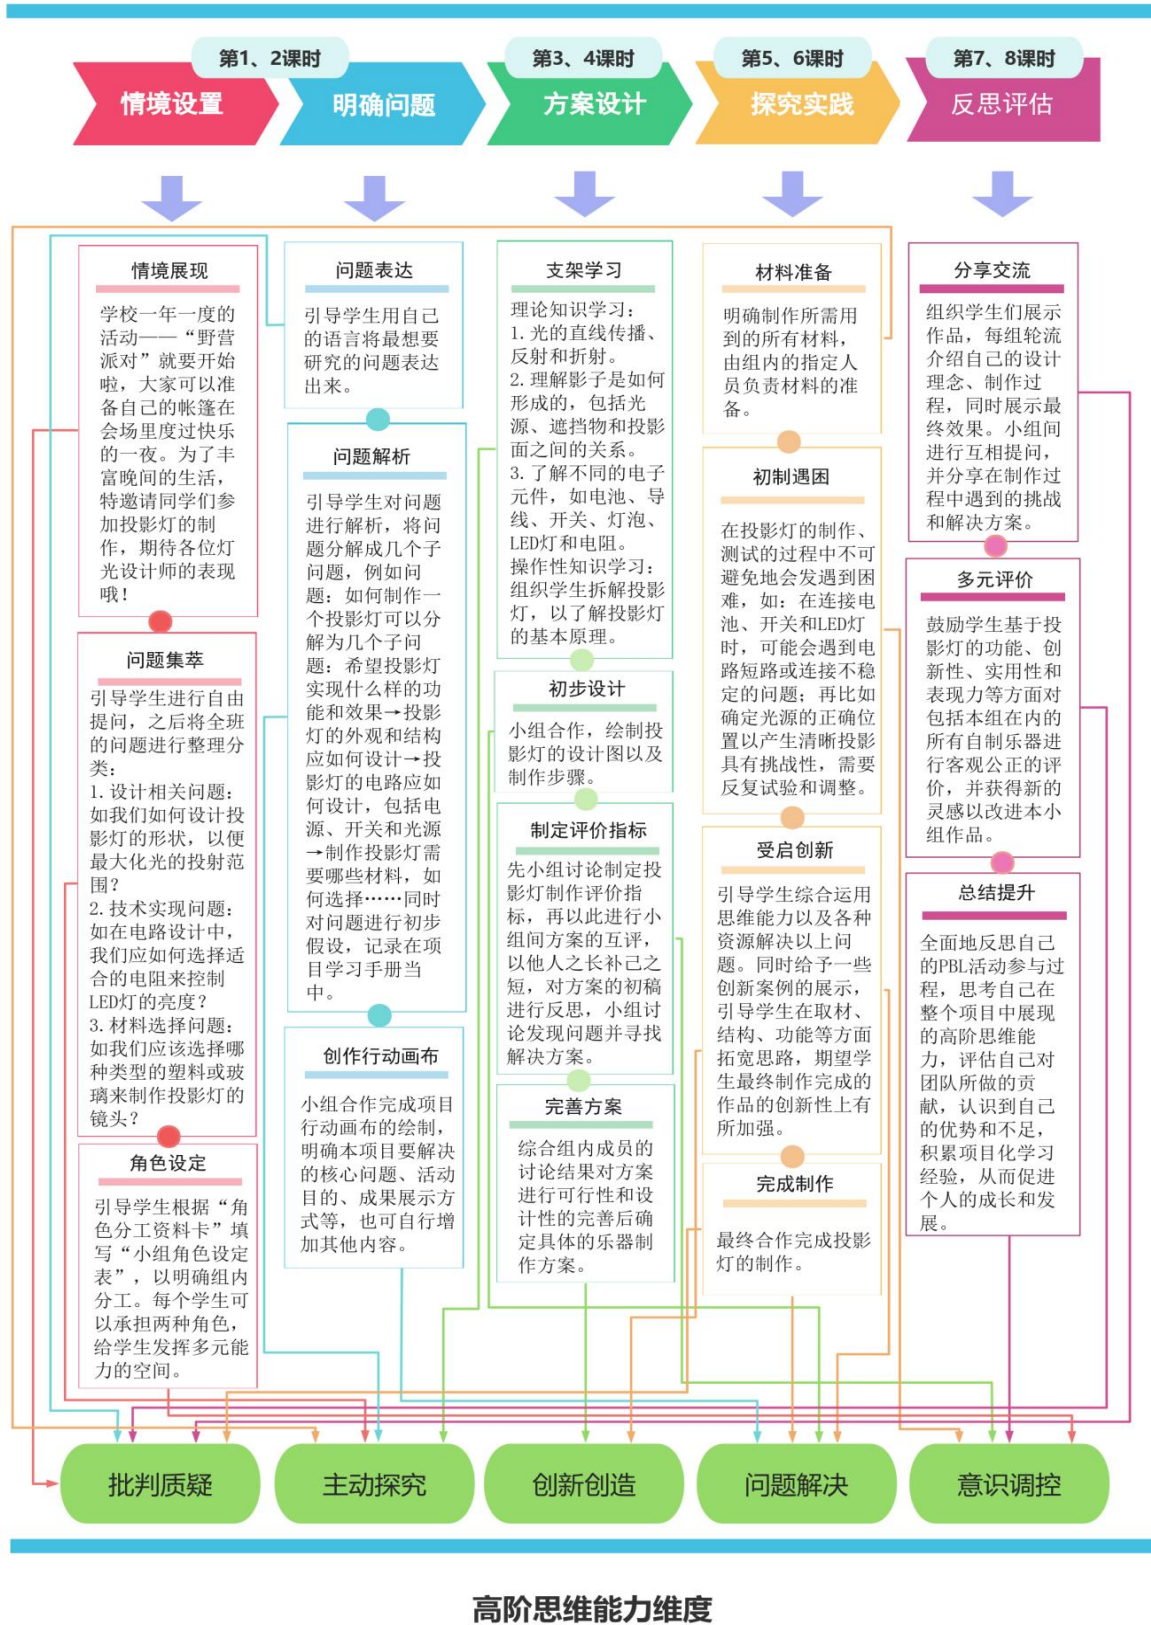 第1、2课时
第3、4课时
第5、6课时
第7、8课时
情境设置
明确问题
方案设计
探究实践
反思评估
情境展现
学校一年一度的
活动——“野营
派对”就要开始
啦，大家可以准
备自己的帐篷在
会场里度过快乐
的一夜。为了丰
富晚间的生活，
特邀请同学们参
加投影灯的制
作，期待各位灯
光设计师的表现
哦！
问题集萃
引导学生进行自由
提问，之后将全班
的问题进行整理分
类：
1.设计相关问题：
如我们如何设计投
影灯的形状，以便
最大化光的投射范
围？
2.技术实现问题：
如在电路设计中，
我们应如何选择适
合的电阻来控制
LED灯的亮度？
3.材料选择问题：
如我们应该选择哪
种类型的塑料或玻
璃来制作投影灯的
镜头？
角色设定
引导学生根据“角
色分工资料卡”填
写“小组角色设定
表”，以明确组内
分工。每个学生可
以承担两种角色，
给学生发挥多元能
力的空间。
问题表达
引导学生用自己
的语言将最想要
研究的问题表达
出来。
问题解析
引导学生对问题
进行解析，将问
题分解成几个子
问题，例如问
题：如何制作一
个投影灯可以分
解为几个子问
题：希望投影灯
实现什么样的功
能和效果→投影
灯的外观和结构
应如何设计→投
影灯的电路应如
何设计，包括电
源、开关和光源
→制作投影灯需
要哪些材料，如
何选择……同时
对问题进行初步
假设，记录在项
目学习手册当
中。
创作行动画布
小组合作完成项目
行动画布的绘制，
明确本项目要解决
的核心问题、活动
目的、成果展示方
式等，也可自行增
加其他内容。
支架学习
理论知识学习：
1.光的直线传播、
反射和折射。
2.理解影子是如何
形成的，包括光
源、遮挡物和投影
面之间的关系。
3.了解不同的电子
元件，如电池、导
线、开关、灯泡、
LED灯和电阻。
操作性知识学习：
组织学生拆解投影
灯，以了解投影灯
的基本原理。
初步设计
小组合作，绘制投
影灯的设计图以及
制作步骤。
制定评价指标
先小组讨论制定投
影灯制作评价指
标，再以此进行小
组间方案的互评，
以他人之长补己之
短，对方案的初稿
进行反思，小组讨
论发现问题并寻找
解决方案。
完善方案
综合组内成员的
讨论结果对方案
进行可行性和设
计性的完善后确
定具体的乐器制
作方案。
材料准备
明确制作所需用
到的所有材料，
由组内的指定人
员负责材料的准
备。
初制遇困
在投影灯的制作、
测试的过程中不可
避免地会发遇到困
难，如：在连接电
池、开关和LED灯
时，可能会遇到电
路短路或连接不稳
定的问题；再比如
确定光源的正确位
置以产生清晰投影
具有挑战性，需要
反复试验和调整。
受启创新
引导学生综合运用
思维能力以及各种
资源解决以上问
题。同时给予一些
创新案例的展示，
引导学生在取材、
结构、功能等方面
拓宽思路，期望学
生最终制作完成的
作品的创新性上有
所加强。
完成制作
最终合作完成投影
灯的制作。
分享交流
组织学生们展示
作品，每组轮流
介绍自己的设计
理念、制作过
程，同时展示最
终效果。小组间
进行互相提问，
并分享在制作过
程中遇到的挑战
和解决方案。
多元评价
鼓励学生基于投
影灯的功能、创
新性、实用性和
表现力等方面对
包括本组在内的
所有自制乐器进
行客观公正的评
价，并获得新的
灵感以改进本小
组作品。
总结提升
全面地反思自己
的PBL活动参与过
程，思考自己在
整个项目中展现
的高阶思维能
力，评估自己对
团队所做的贡
献，认识到自己
的优势和不足，
积累项目化学习
经验，从而促进
个人的成长和发
展。
批判质疑
主动探究
创新创造
问题解决
意识调控
高阶思维能力维度